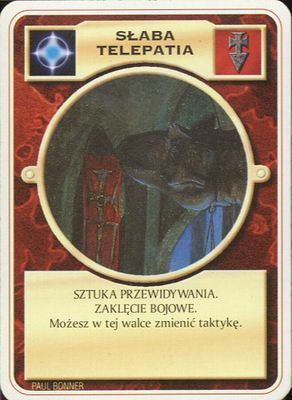 SŁABA
TELEPATIA
SZTUKA PRZEWIDYWANIA.
ZAKLĘCIE BOJOWE.
Możesz w tej walce zmienić taktykę.
PAUL BONNER